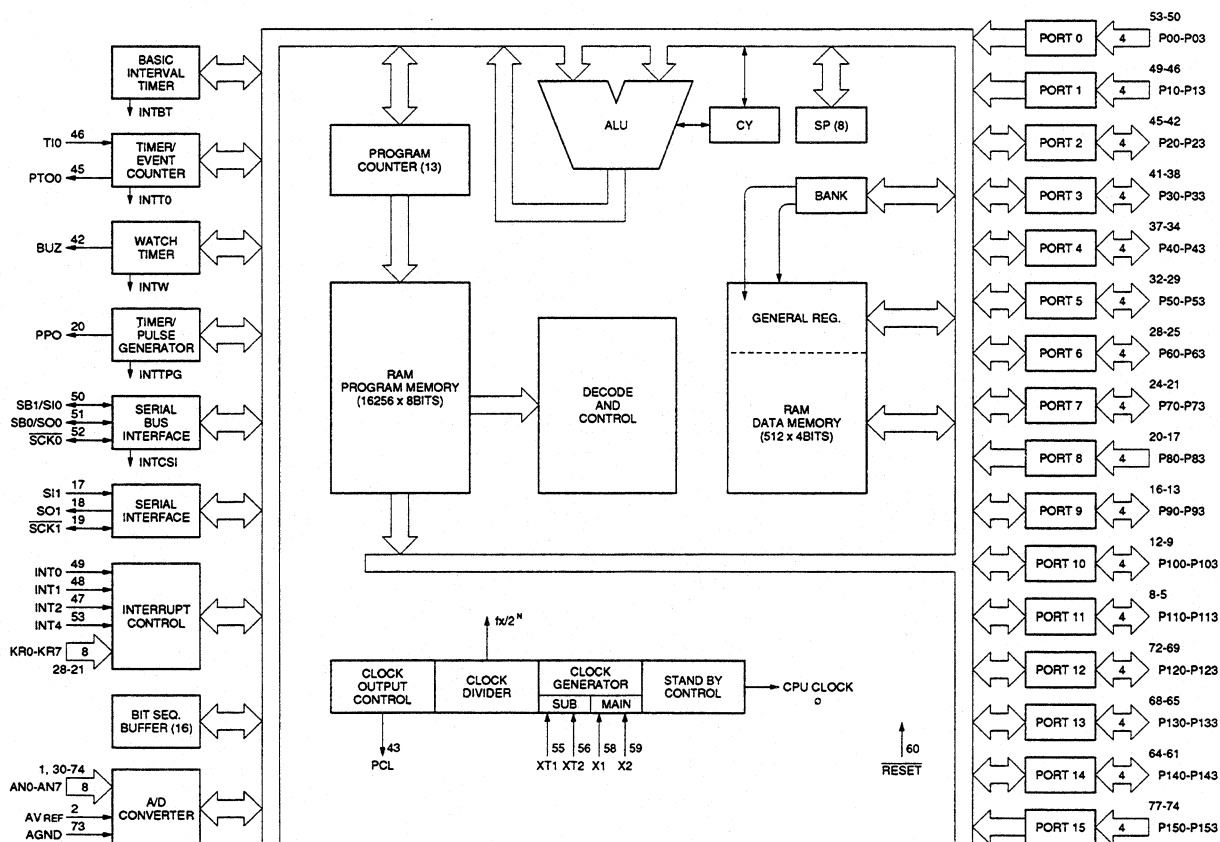 BASIC
INTERVAL
TIMER
INTBT
TI0
46
PTO0
45
TIMER/
EVENT
COUNTER
INTT0
BUZ
42
WATCH
TIMER
INTW
PPO
20
TIMER/
PULSE
GENERATOR
INTTPG
SB1/SI0
50
SB0/SO0
51
SCK0
52
SERIAL
BUS
INTERFACE
INTCSI
SI1
17
SO1
18
SCK1
19
SERIAL
INTERFACE
INT0
49
INT1
48
INT2
47
INT4
53
KR0-KR7
8
28-21
INTERRUPT
CONTROL
BIT SEQ.
BUFFER (16)
1, 30-74
AN0-AN7
8
AVREF
2
AGND
73
A/D
CONVERTER
PROGRAM
COUNTER (13)
ALU
CY
SP (8)
BANK
RAM
PROGRAM MEMORY
(16256 x 8BITS)
DECODE
AND
CONTROL
GENERAL REG.
RAM
DATA MEMORY
(512 x 4BITS)
fx/2N
CLOCK
OUTPUT
CONTROL
CLOCK
DIVIDER
CLOCK
GENERATOR
SUB
MAIN
STAND BY
CONTROL
CPU CLOCK
43
PCL
55
56
58
59
XT1
XT2
X1
X2
60
RESET
53-50
PORT 0
4
P00-P03
49-46
PORT 1
4
P10-P13
45-42
PORT 2
4
P20-P23
41-38
PORT 3
4
P30-P33
37-34
PORT 4
4
P40-P43
32-29
PORT 5
4
P50-P53
28-25
PORT 6
4
P60-P63
24-21
PORT 7
4
P70-P73
20-17
PORT 8
4
P80-P83
16-13
PORT 9
4
P90-P93
12-9
PORT 10
4
P100-P103
8-5
PORT 11
4
P110-P113
72-69
PORT 12
4
P120-P123
68-65
PORT 13
4
P130-P133
64-61
PORT 14
4
P140-P143
77-74
PORT 15
4
P150-P153